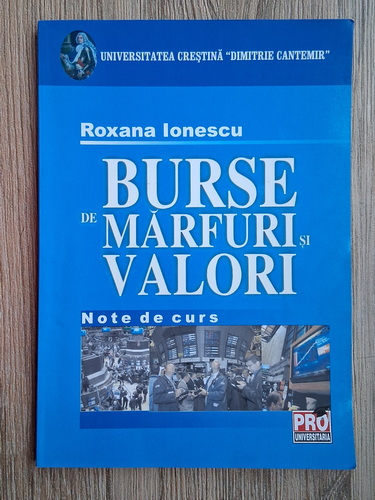 UNIVERSITATEA CREȘTINĂ "DIMITRIE CANTEMIR"
Roxana Ionescu
BURSE
DE MĂRFURI ȘI
VALORI
Note de curs
PRO
UNIVERSITARIA